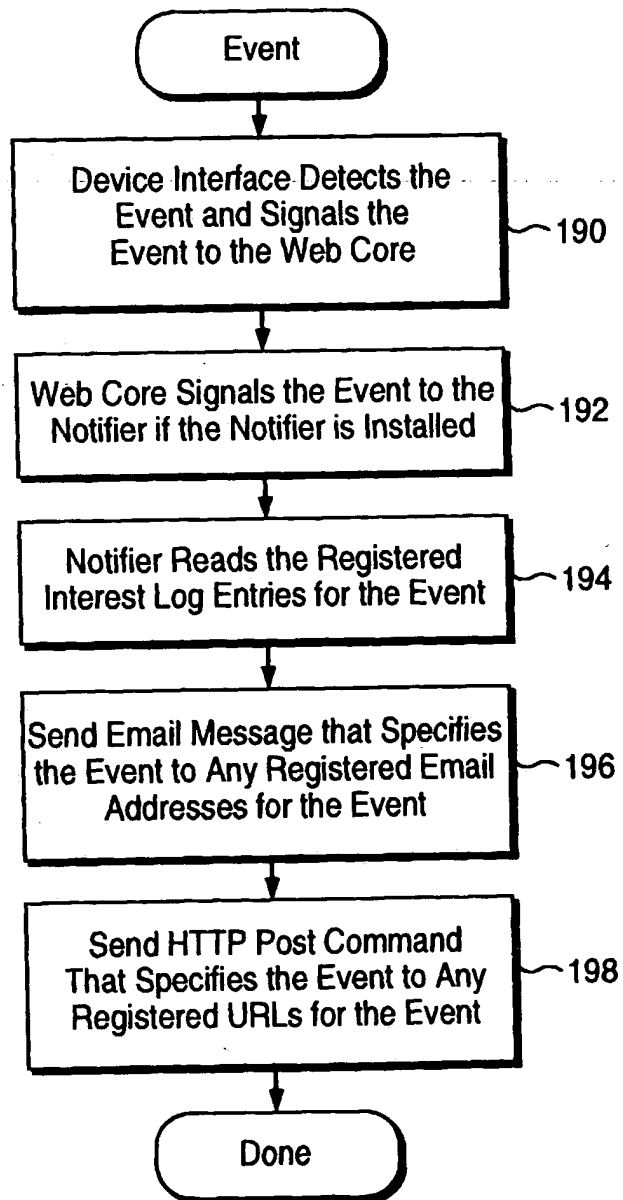 Event
Device Interface Detects the
Event and Signals the
Event to the Web Core
190
Web Core Signals the Event to the
Notifier if the Notifier is Installed
192
Notifier Reads the Registered
Interest Log Entries for the Event
194
Send Email Message that Specifies
the Event to Any Registered Email
Addresses for the Event
196
Send HTTP Post Command
That Specifies the Event to Any
Registered URLs for the Event
198
Done